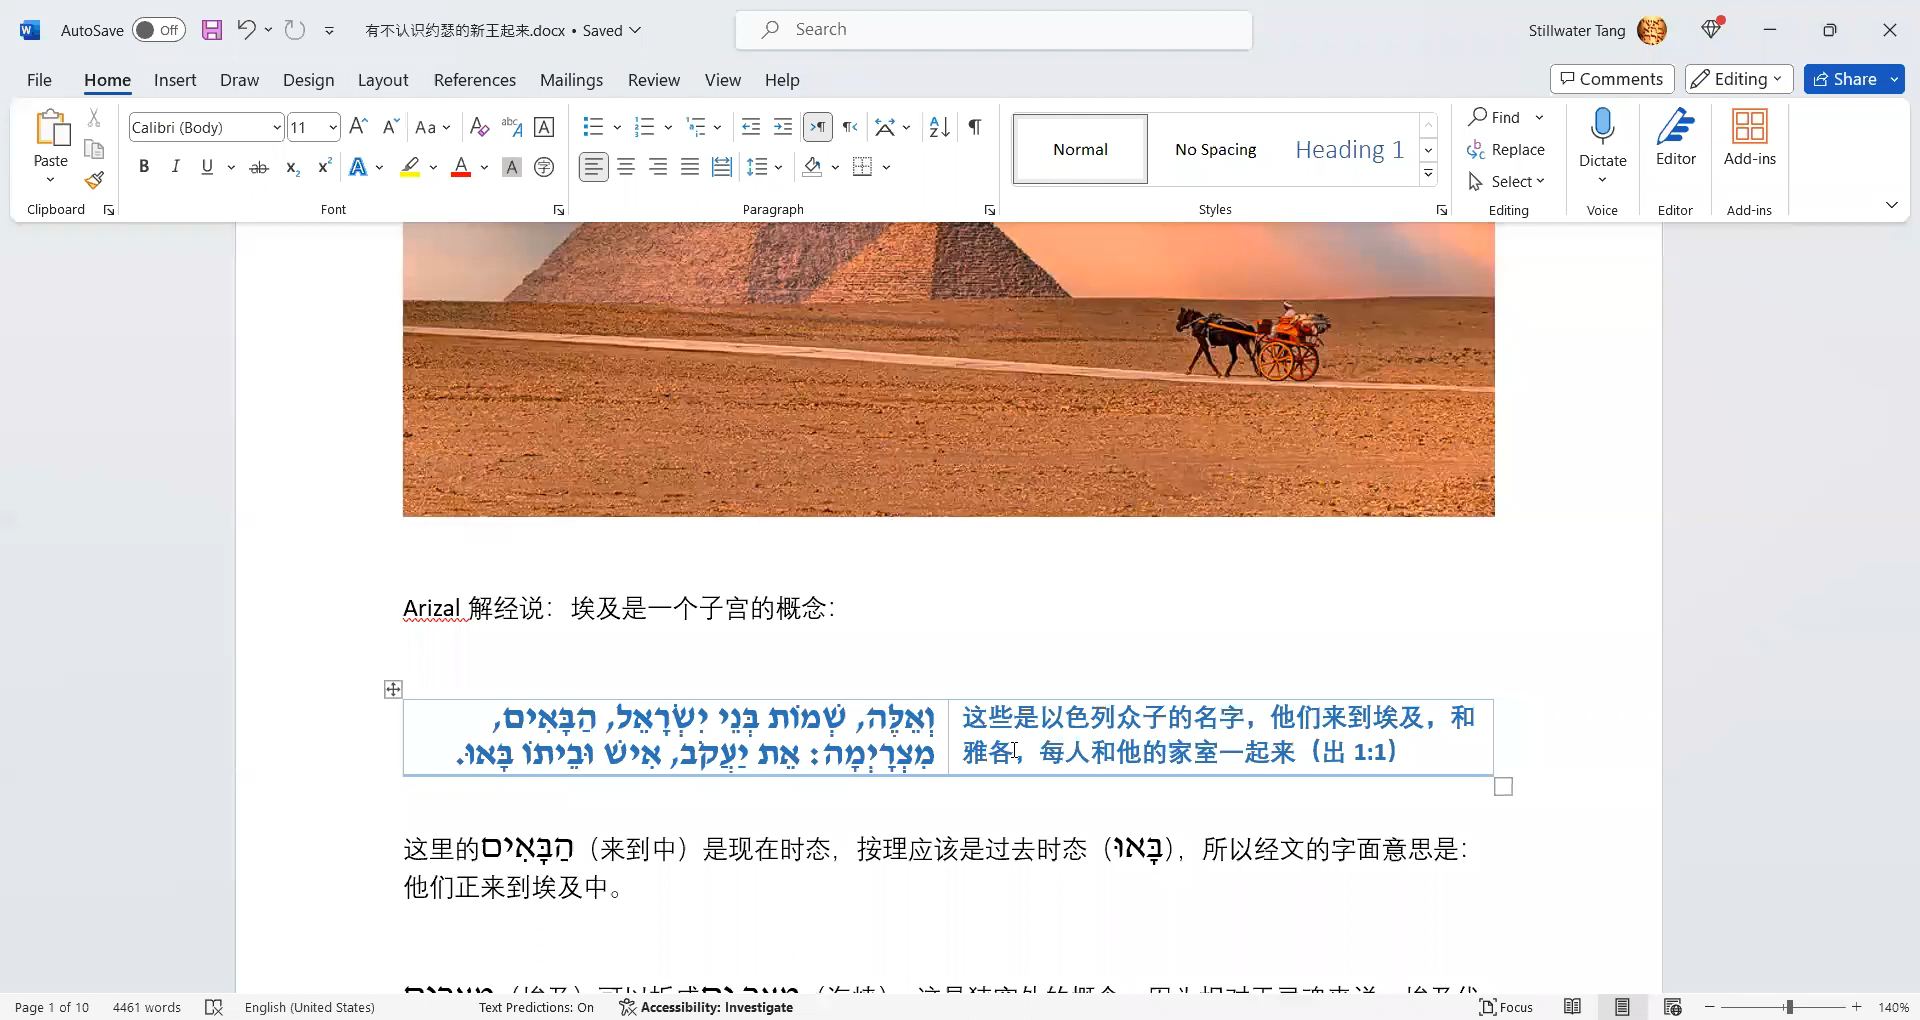 AutoSave Off 有不认识约瑟的新王起来.docx • Saved Search Stillwater Tang
File Home Insert Draw Design Layout References Mailings Review View Help Comments Editing Share
Calibri (Body) 11 Aa
Paste
Normal No Spacing Heading 1
Find
Replace
Select
Dictate Editor Add-ins
Clipboard Font Paragraph Styles Editing Voice Editor Add-ins
Arizal 解经说：埃及是一个子宫的概念：
וְאֵלֶּה, שְׁמוֹת בְּנֵי יִשְׂרָאֵל, הַבָּאִים,
מִצְרָיְמָה: אֵת יַעֲקֹב, אִישׁ וּבֵיתוֹ בָּאוּ.
这些是以色列众子的名字，他们来到埃及，和
雅各，每人和他的家室一起来（出 1:1）
这里的הַבָּאִים（来到中）是现在时态，按理应该是过去时态（בָּאוּ），所以经文的字面意思是：
他们正来到埃及中。
Page 1 of 10 4461 words English (United States) Text Predictions: On Accessibility: Investigate Focus 140%